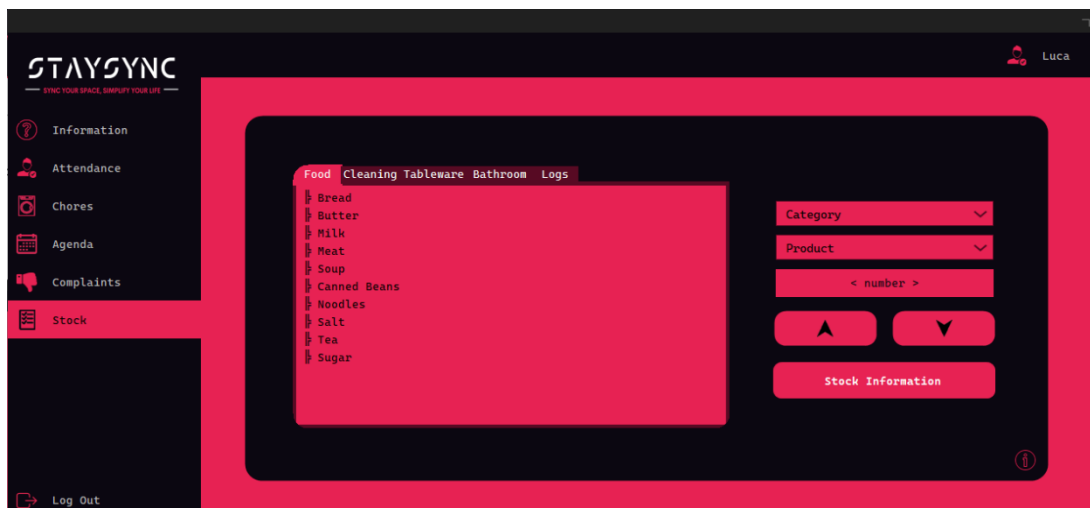 STAYSYNC
SYNC YOUR SPACE, SIMPLIFY YOUR LIFE
Luca
Information
Attendance
Chores
Agenda
Complaints
Stock
Log Out
Food Cleaning Tableware Bathroom Logs
Bread
Butter
Milk
Meat
Soup
Canned Beans
Noodles
Salt
Tea
Sugar
Category
Product
< number >
Stock Information